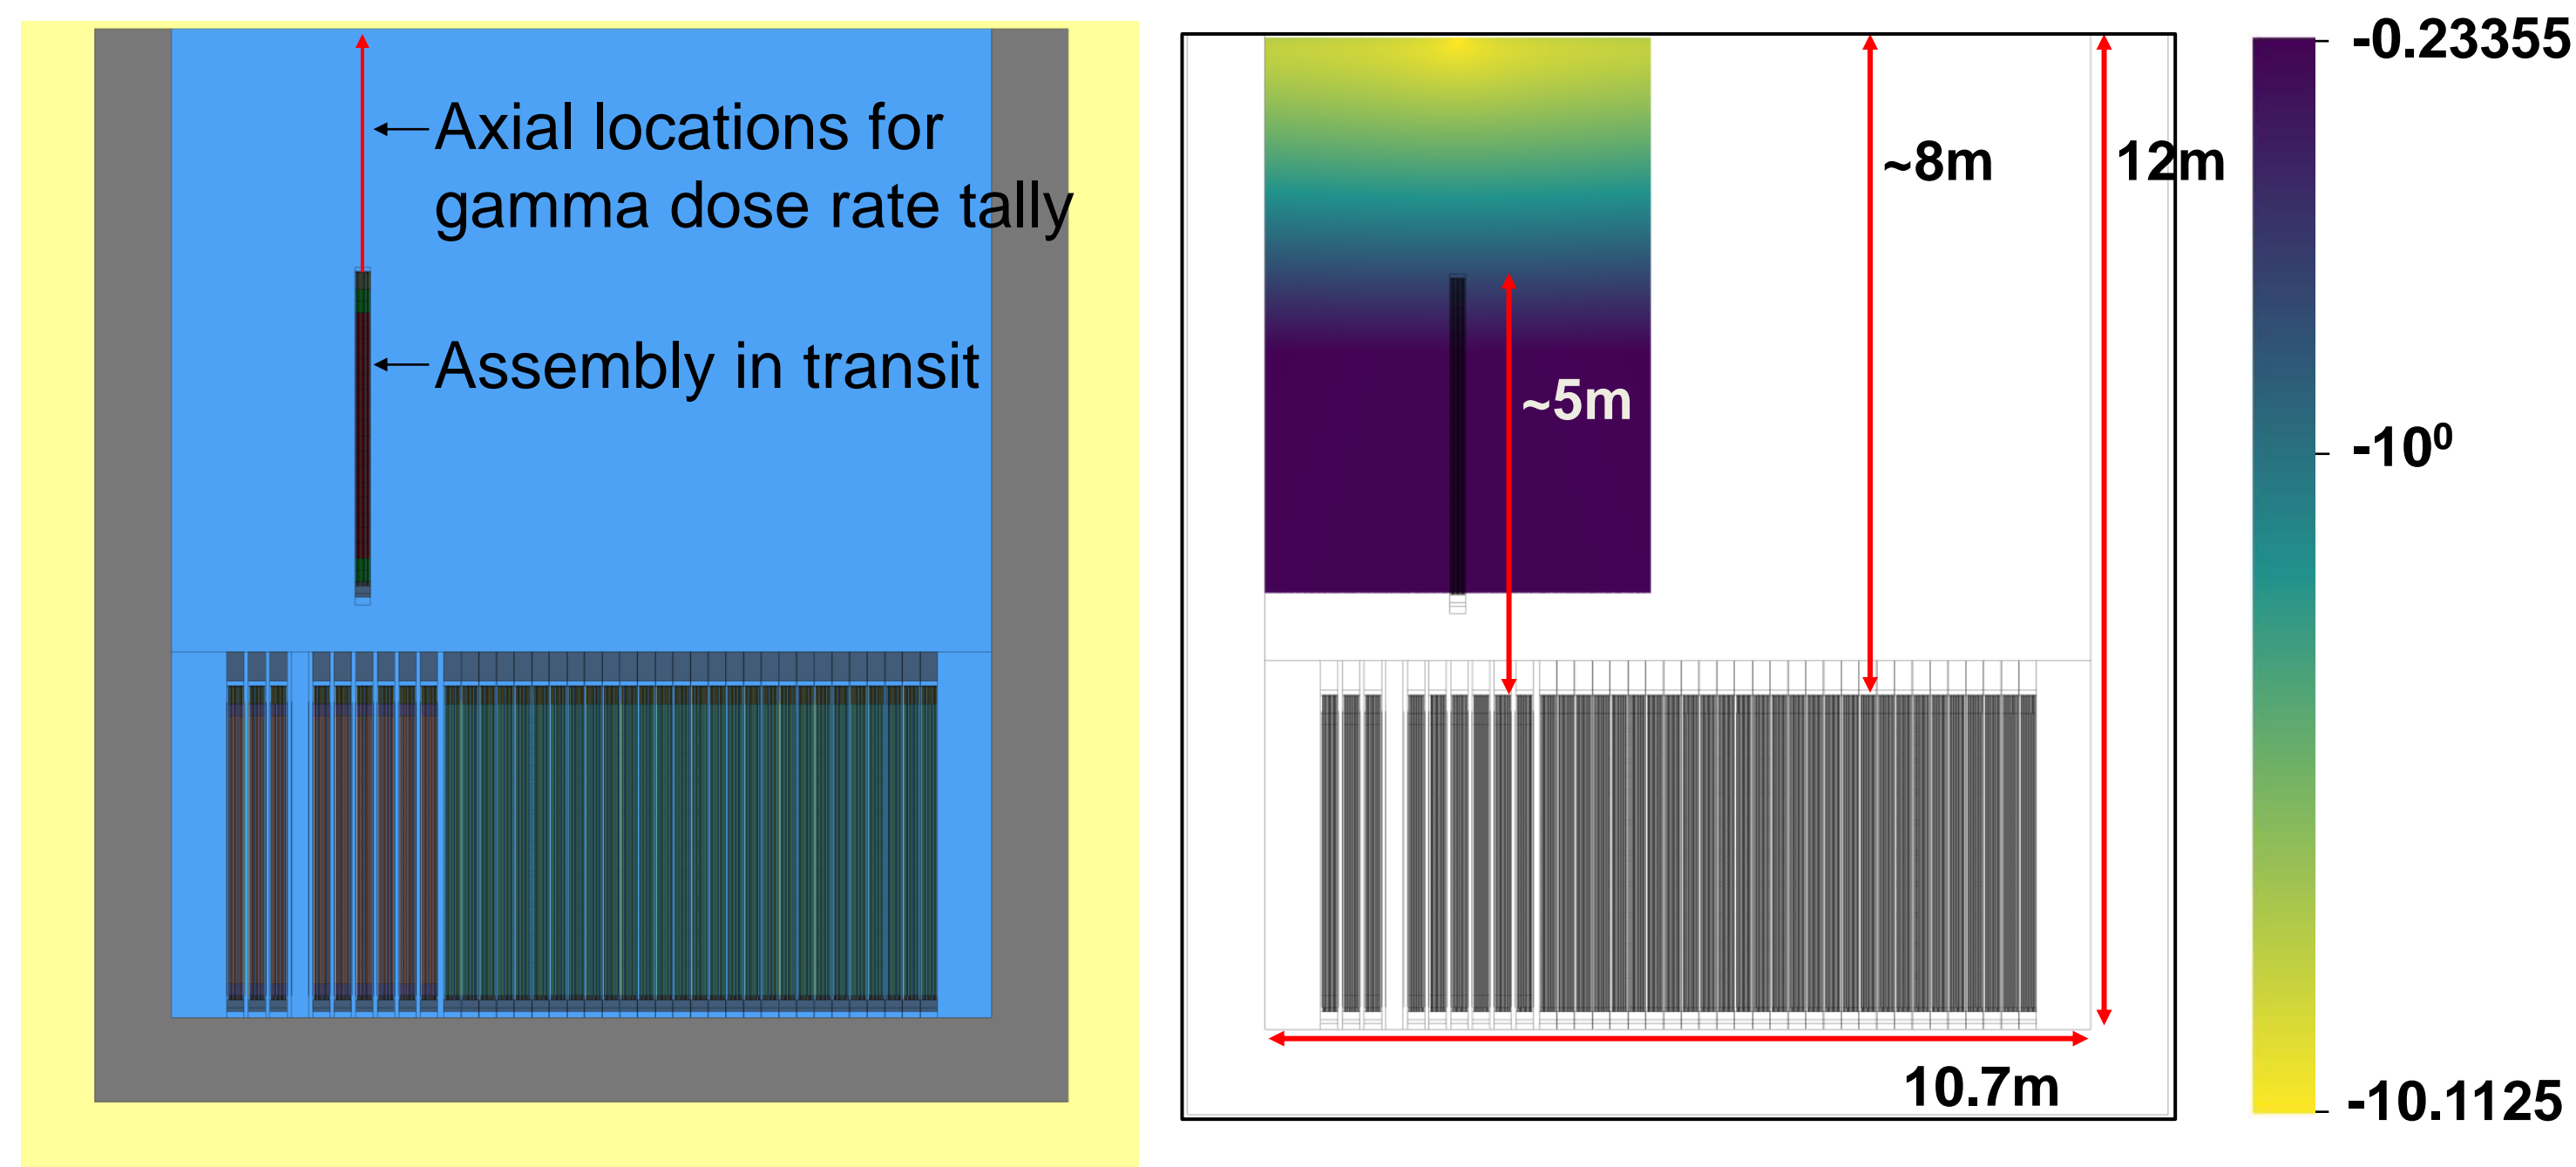 Axial locations for
gamma dose rate tally
Assembly in transit
~5m
~8m
12m
10.7m
-0.23355
-10⁰
-10.1125